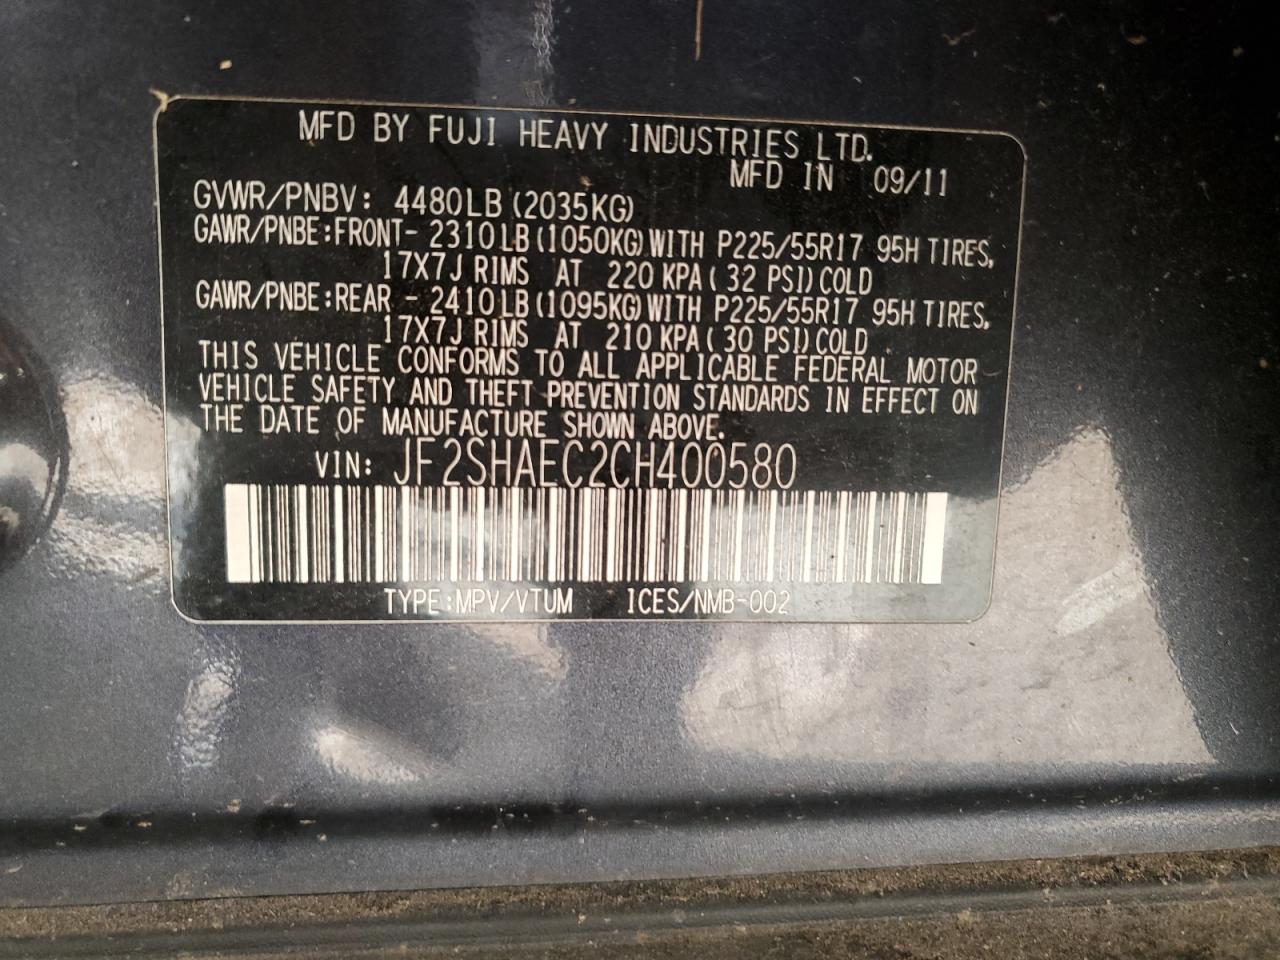 MFD BY FUJI HEAVY INDUSTRIES LTD.
MFD IN 09/11
GVWR/PNBV: 4480LB (2035KG)
GAWR/PNBE:FRONT- 2310LB (1050KG) WITH P225/55R17 95H TIRES,
17X7J RIMS AT 220 KPA ( 32 PSI) COLD
GAWR/PNBE:REAR - 2410LB (1095KG) WITH P225/55R17 95H TIRES,
17X7J RIMS AT 210 KPA ( 30 PSI) COLD
THIS VEHICLE CONFORMS TO ALL APPLICABLE FEDERAL MOTOR
VEHICLE SAFETY AND THEFT PREVENTION STANDARDS IN EFFECT ON
THE DATE OF MANUFACTURE SHOWN ABOVE.
VIN: JF2SHAEC2CH400580
TYPE:MPV/VTUM ICES/NMB-002